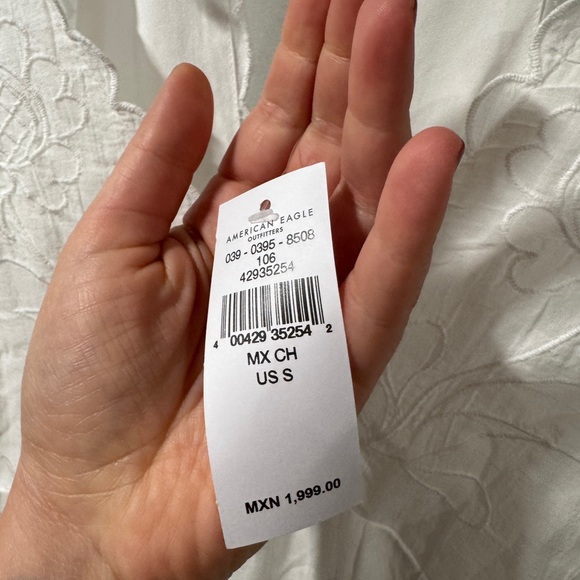 AMERICAN EAGLE
OUTFITTERS
039 - 0395 - 8508
106
42935254
4 00429 35254 2
MX CH
US S
MXN 1,999.00